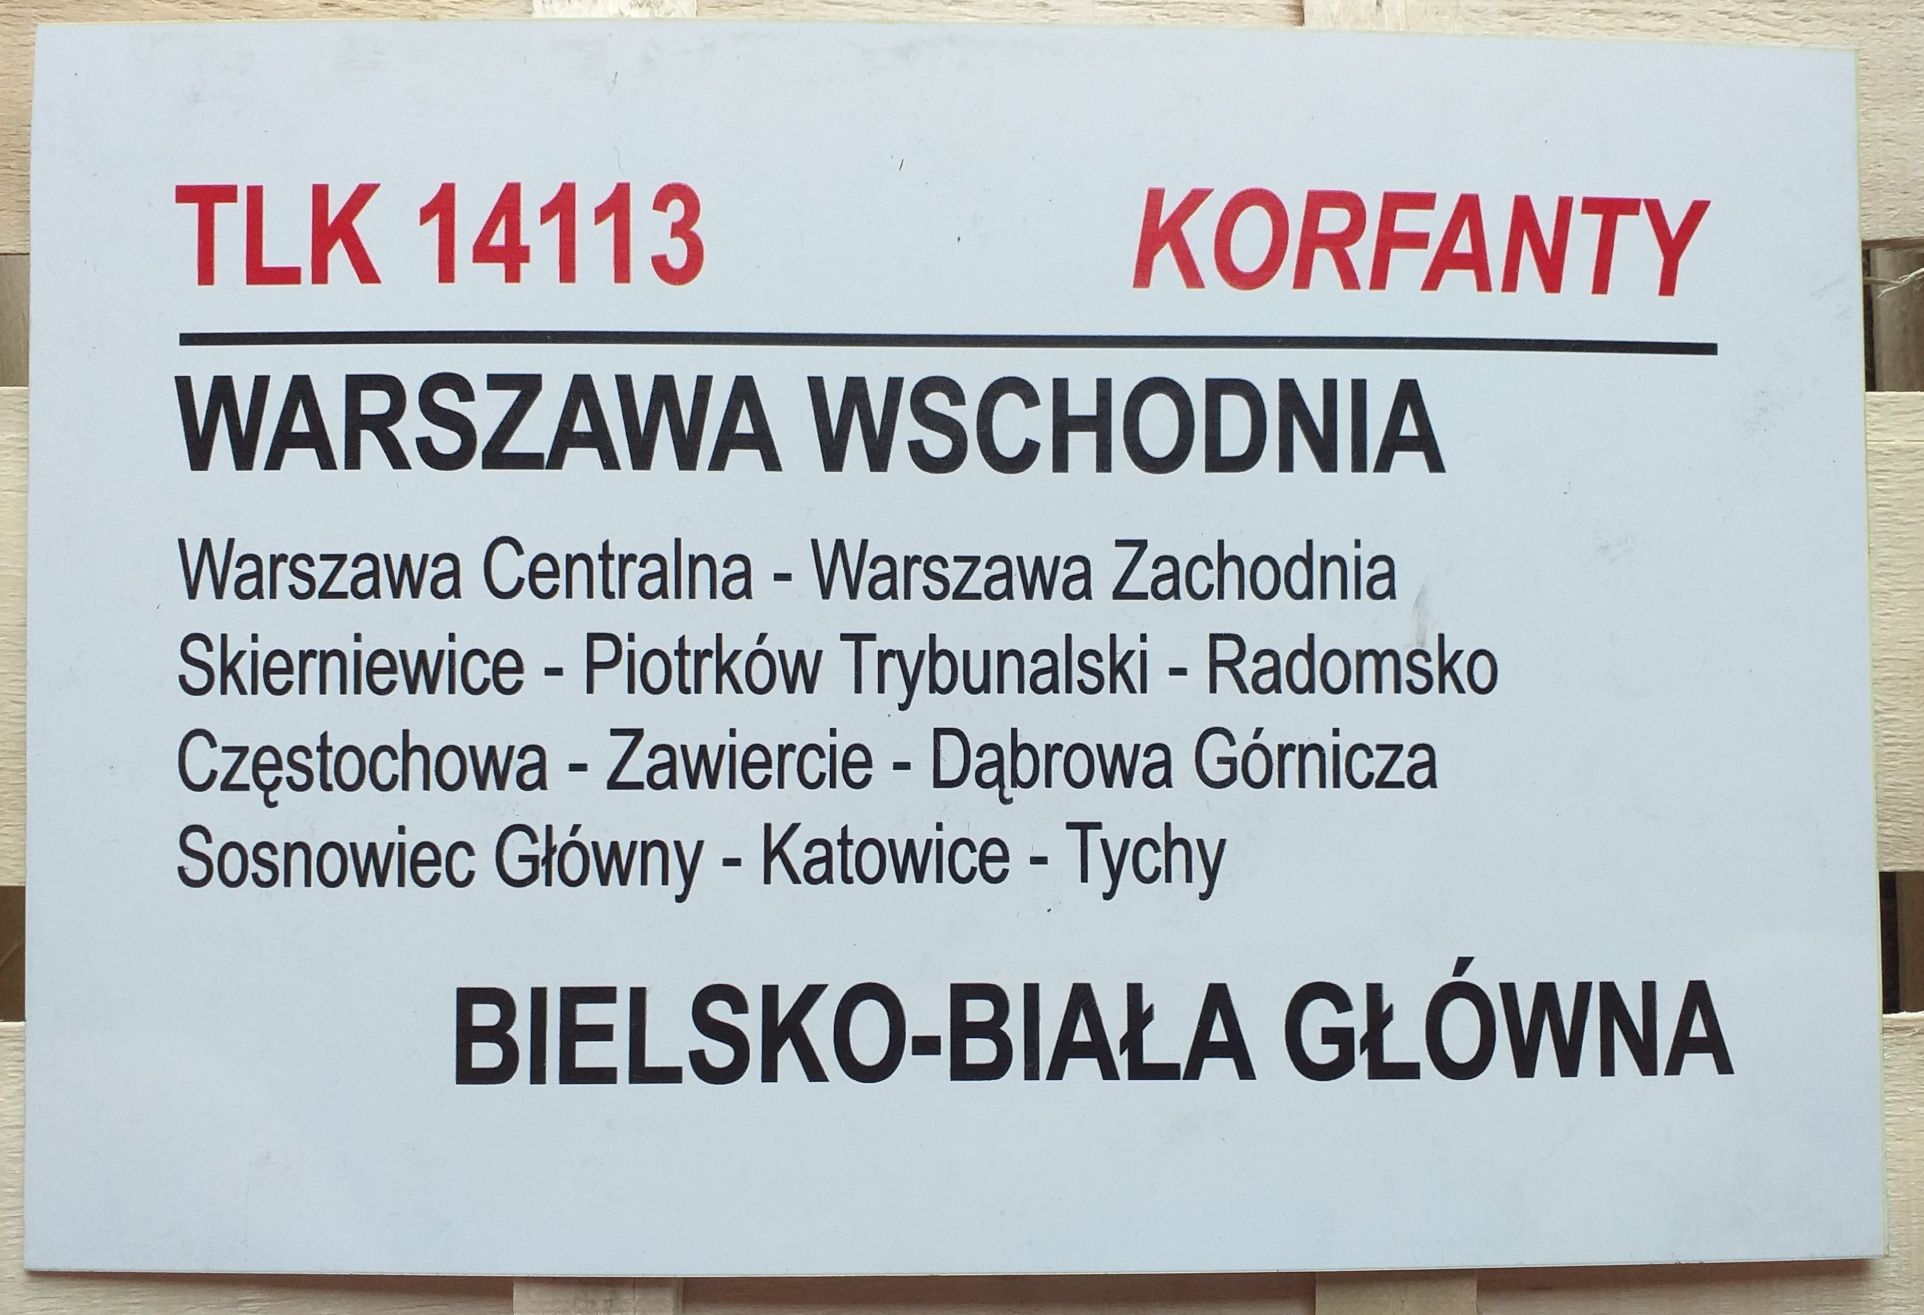 TLK 14113 KORFANTY
WARSZAWA WSCHODNIA
Warszawa Centralna - Warszawa Zachodnia
Skierniewice - Piotrków Trybunalski - Radomsko
Częstochowa - Zawiercie - Dąbrowa Górnicza
Sosnowiec Główny - Katowice - Tychy
BIELSKO-BIAŁA GŁÓWNA